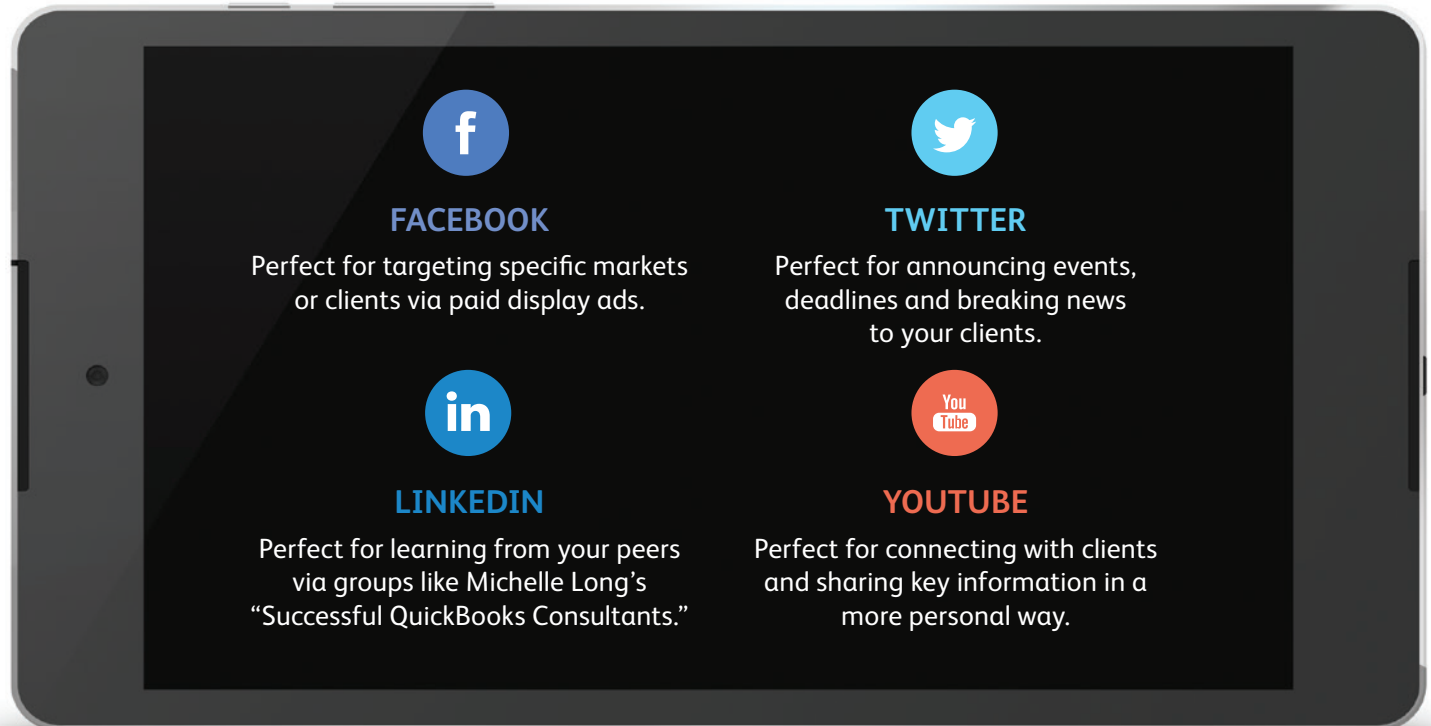 f
FACEBOOK
Perfect for targeting specific markets
or clients via paid display ads.
TWITTER
Perfect for announcing events,
deadlines and breaking news
to your clients.
in
LINKEDIN
Perfect for learning from your peers
via groups like Michelle Long’s
“Successful QuickBooks Consultants.”
You
Tube
YOUTUBE
Perfect for connecting with clients
and sharing key information in a
more personal way.